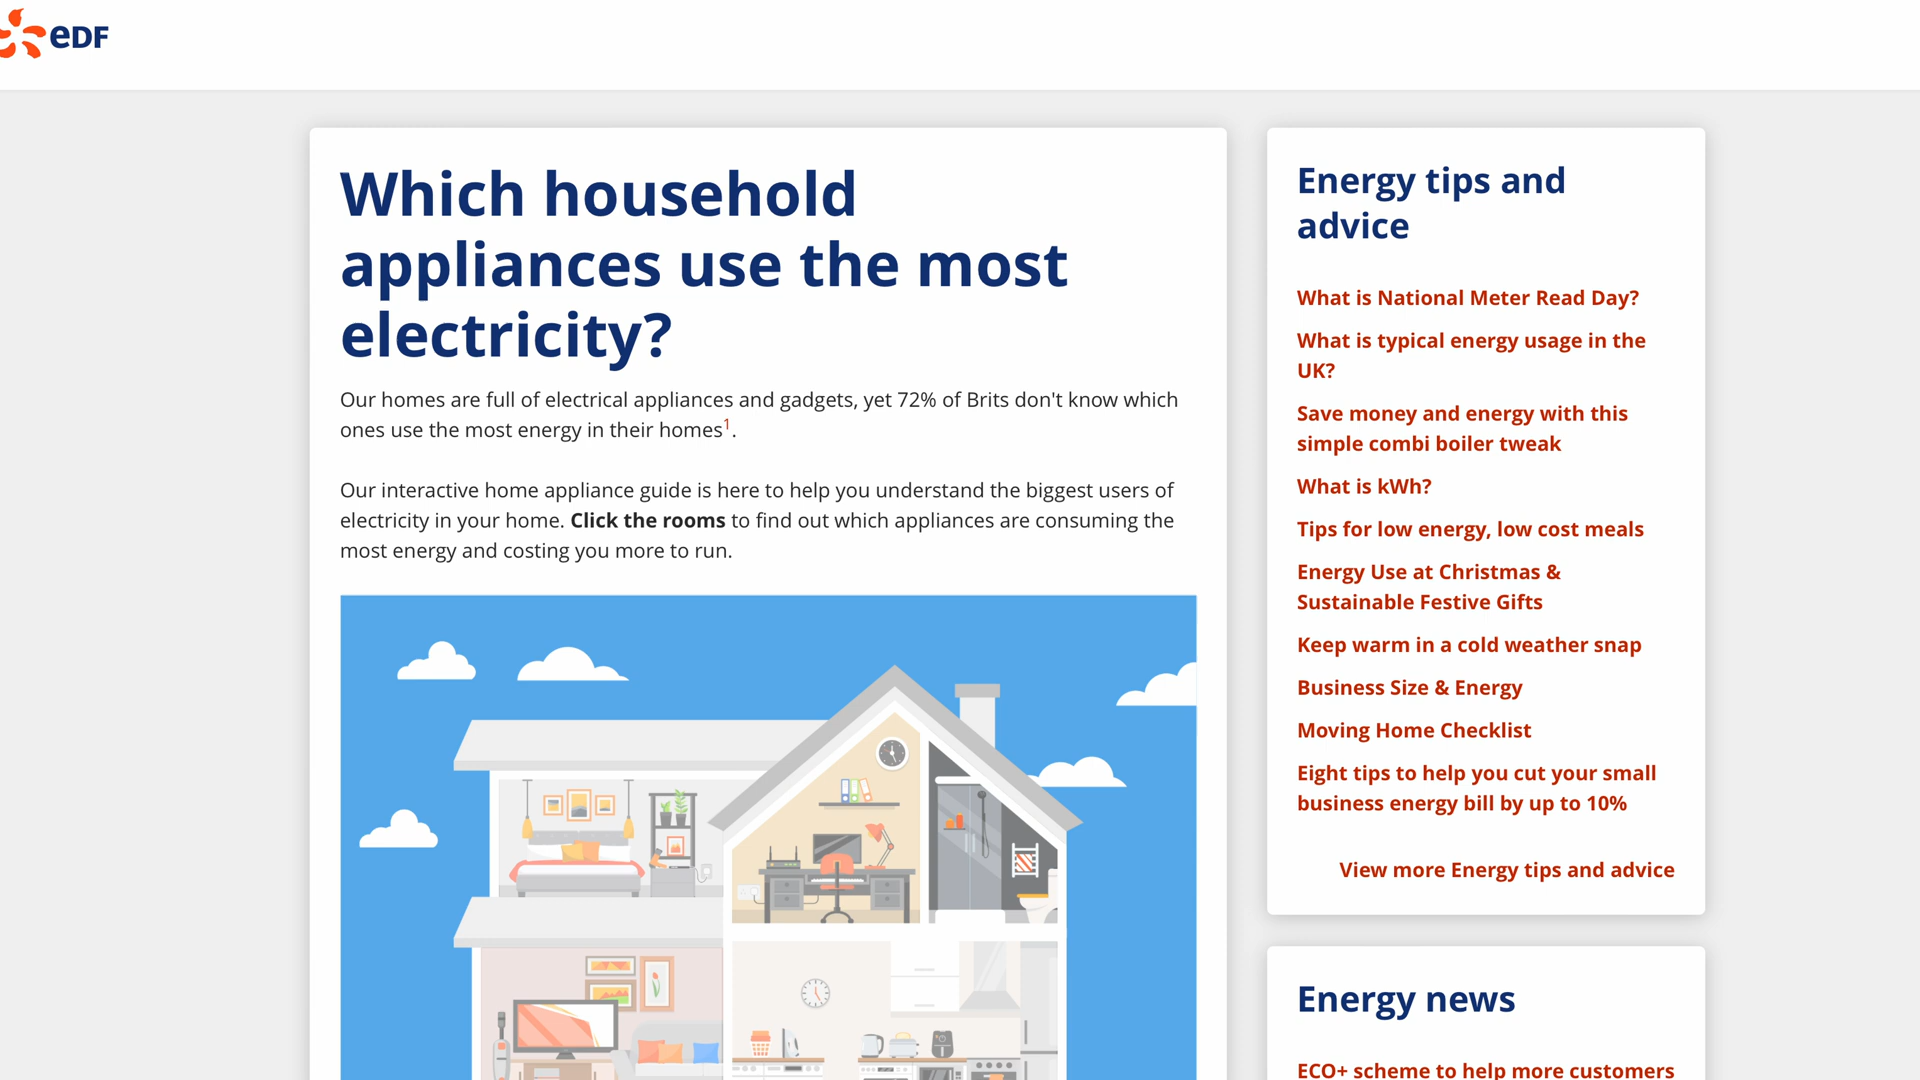 eDF
Which household
appliances use the most
electricity?
Our homes are full of electrical appliances and gadgets, yet 72% of Brits don't know which
ones use the most energy in their homes1.
Our interactive home appliance guide is here to help you understand the biggest users of
electricity in your home. Click the rooms to find out which appliances are consuming the
most energy and costing you more to run.
Energy tips and
advice
What is National Meter Read Day?
What is typical energy usage in the
UK?
Save money and energy with this
simple combi boiler tweak
What is kWh?
Tips for low energy, low cost meals
Energy Use at Christmas &
Sustainable Festive Gifts
Keep warm in a cold weather snap
Business Size & Energy
Moving Home Checklist
Eight tips to help you cut your small
business energy bill by up to 10%
View more Energy tips and advice
Energy news
ECO+ scheme to help more customers